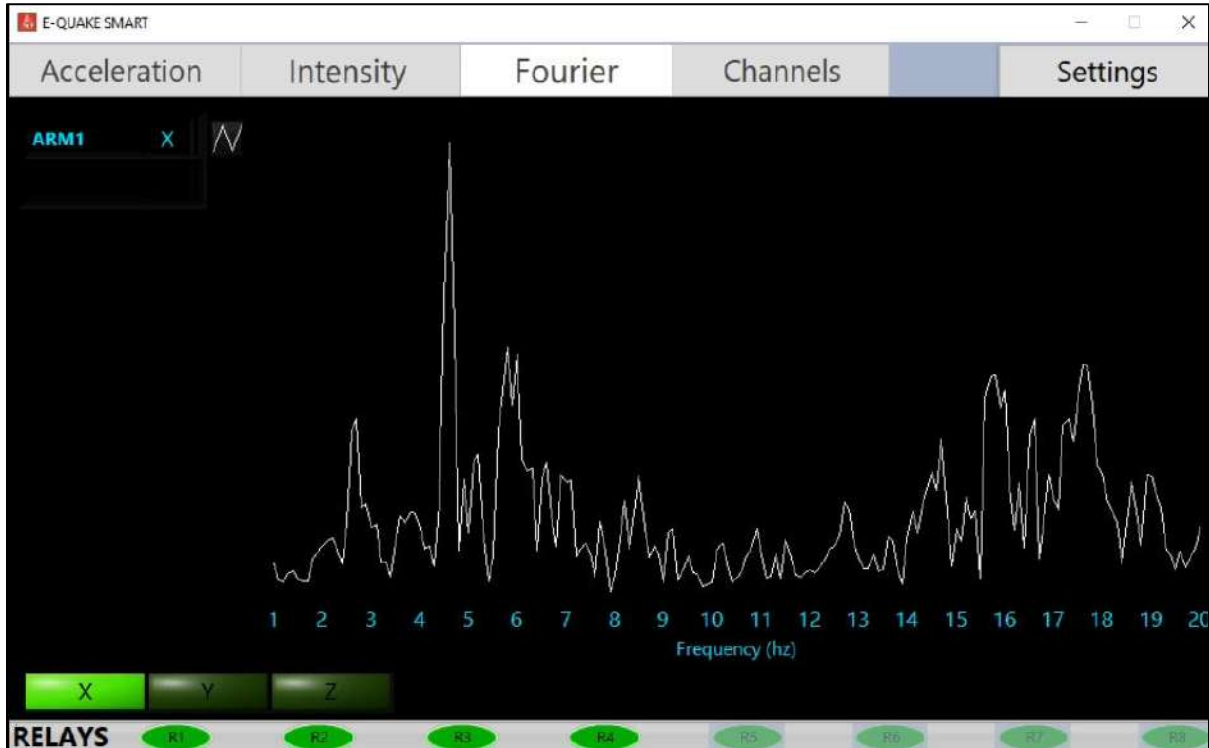 E-QUAKE SMART
Acceleration Intensity Fourier Channels Settings
ARM1 X
1 2 3 4 5 6 7 8 9 10 11 12 13 14 15 16 17 18 19 20
Frequency (hz)
X Y Z
RELAYS R1 R2 R3 R4 R5 R6 R7 R8